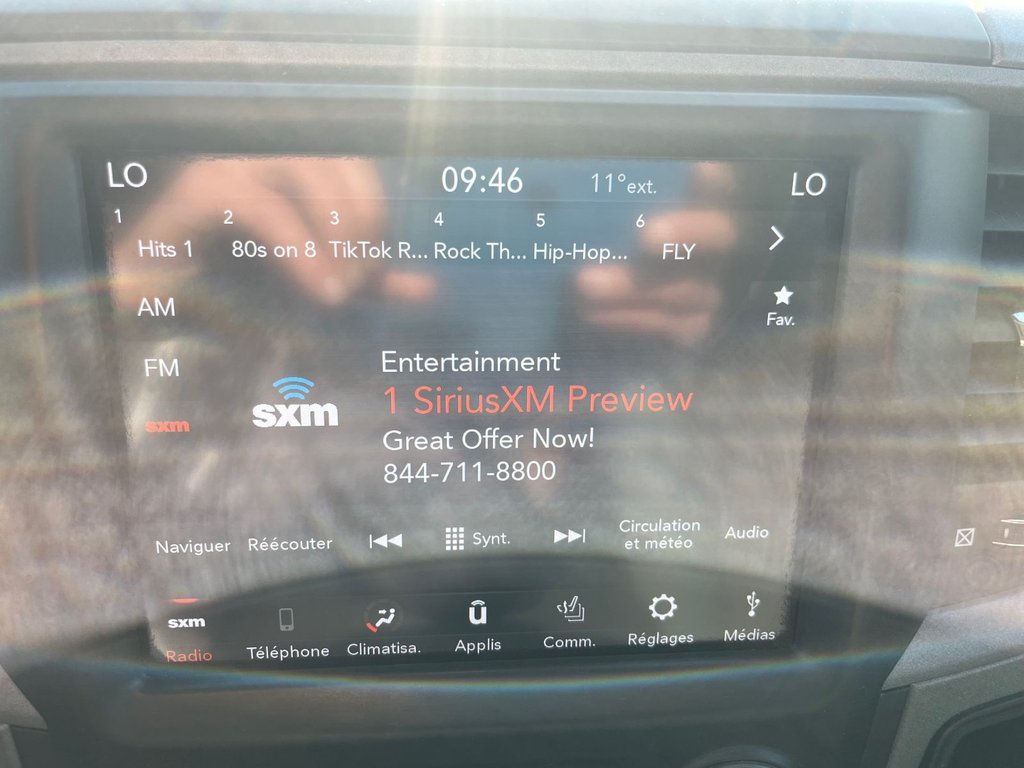 LO 09:46 11°ext. LO
1 2 3 4 5 6
Hits 1 80s on 8 TikTok R... Rock Th... Hip-Hop... FLY
AM
Fav.
FM
Entertainment
sxm
1 SiriusXM Preview
sxm
Great Offer Now!
844-711-8800
Naviguer Réécouter Synt. Circulation
et météo
Audio
sxm
Radio Téléphone Climatisa. Applis Comm. Réglages Médias